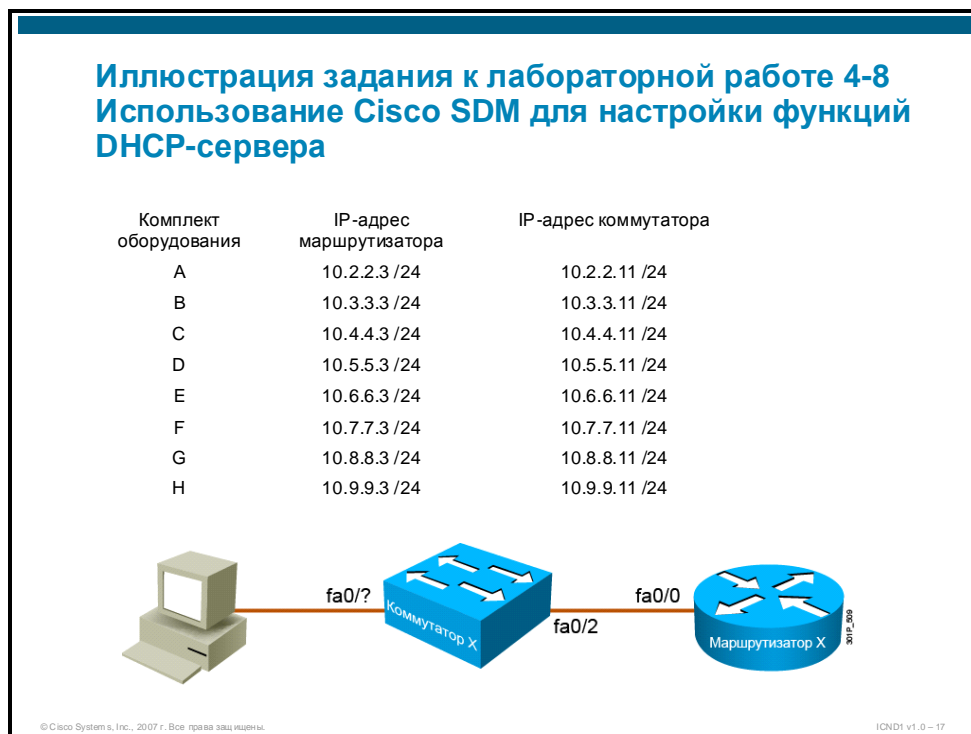 Иллюстрация задания к лабораторной работе 4-8
Использование Cisco SDM для настройки функций
DHCP-сервера
Комплект оборудования
IP-адрес маршрутизатора
IP-адрес коммутатора
A 10.2.2.3 /24 10.2.2.11 /24
B 10.3.3.3 /24 10.3.3.11 /24
C 10.4.4.3 /24 10.4.4.11 /24
D 10.5.5.3 /24 10.5.5.11 /24
E 10.6.6.3 /24 10.6.6.11 /24
F 10.7.7.3 /24 10.7.7.11 /24
G 10.8.8.3 /24 10.8.8.11 /24
H 10.9.9.3 /24 10.9.9.11 /24
fa0/?
Коммутатор X
fa0/2
fa0/0
Маршрутизатор X
301P_509
© Cisco Systems, Inc., 2007 г. Все права защищены.
ICND1 v1.0 – 17